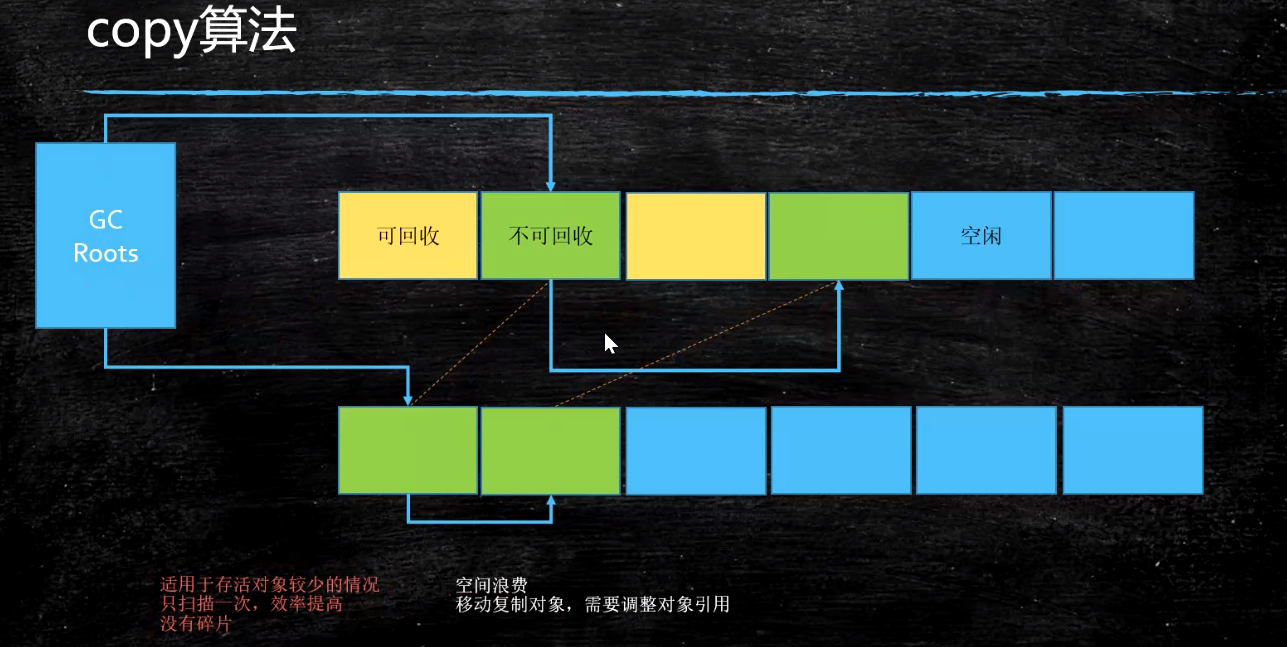 copy算法
GC
Roots
可回收
不可回收
空闲
适用于存活对象较少的情况
只扫描一次，效率提高
没有碎片
空间浪费
移动复制对象，需要调整对象引用